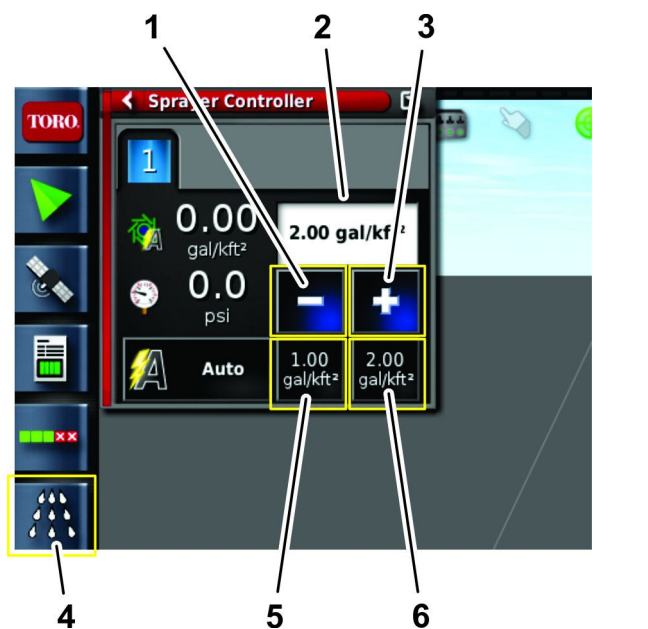 1
2
3
TORO
Sprayer Controller
1
0.00
gal/kft²
2.00 gal/kft²
0.0
psi
Auto
1.00
gal/kft²
2.00
gal/kft²
4
5
6